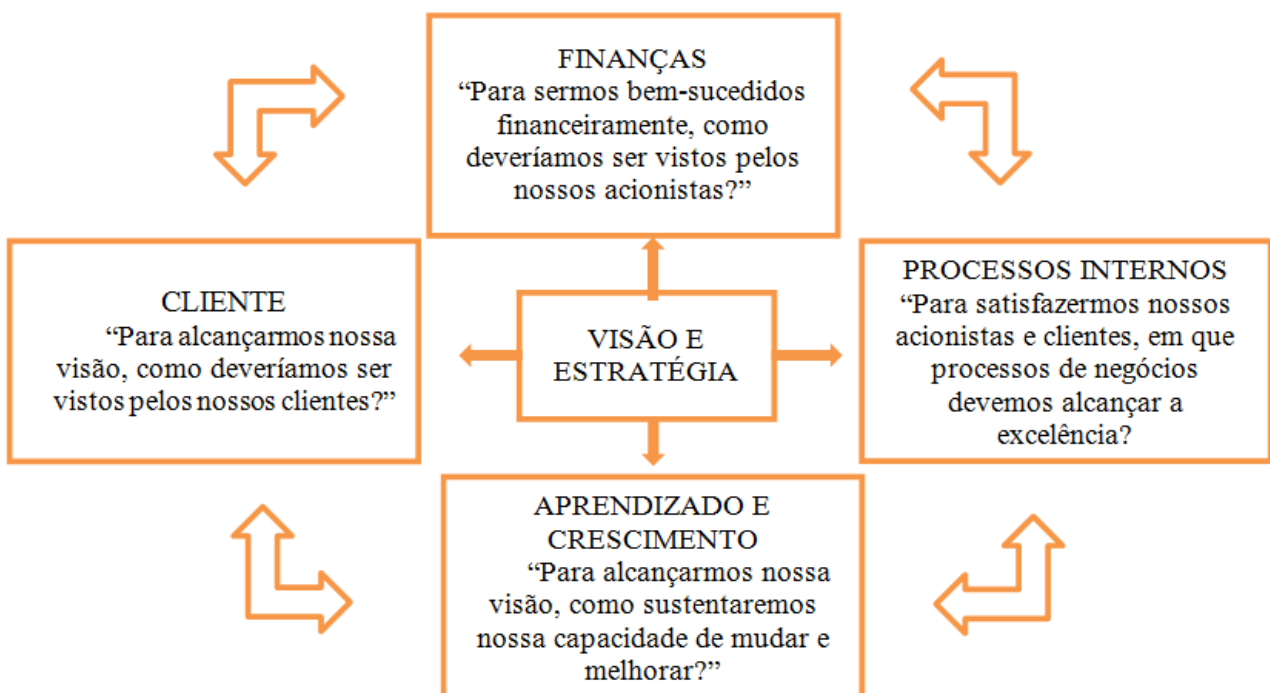 FINANÇAS
“Para sermos bem-sucedidos
financeiramente, como
deveríamos ser vistos pelos
nossos acionistas?”
CLIENTE
“Para alcançarmos nossa
visão, como deveríamos ser
vistos pelos nossos clientes?”
VISÃO E
ESTRATÉGIA
PROCESSOS INTERNOS
“Para satisfazermos nossos
acionistas e clientes, em que
processos de negócios
devemos alcançar a
excelência?
APRENDIZADO E
CRESCIMENTO
“Para alcançarmos nossa
visão, como sustentaremos
nossa capacidade de mudar e
melhorar?”